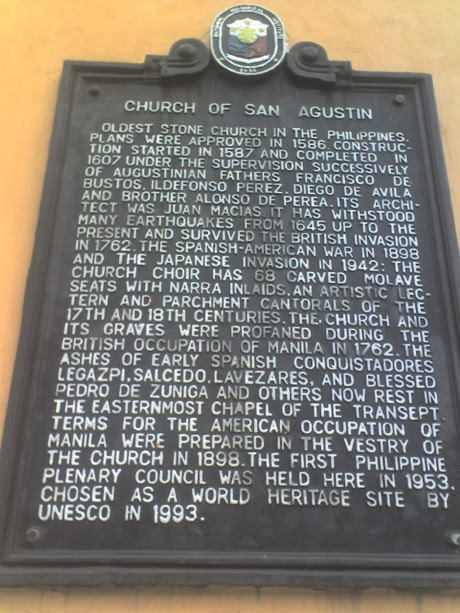 CHURCH OF SAN AGUSTIN
OLDEST STONE CHURCH IN THE PHILIPPINES.
PLANS WERE APPROVED IN 1586. CONSTRUC-
TION STARTED IN 1587 AND COMPLETED IN
1607 UNDER THE SUPERVISION SUCCESSIVELY
OF AUGUSTINIAN FATHERS FRANCISCO DE
BUSTOS, ILDEFONSO PEREZ, DIEGO DE AVILA
AND BROTHER ALONSO DE PEREA. ITS ARCHI-
TECT WAS JUAN MACIAS. IT HAS WITHSTOOD
MANY EARTHQUAKES FROM 1645 UP TO THE
PRESENT AND SURVIVED THE BRITISH INVASION
IN 1762. THE SPANISH-AMERICAN WAR IN 1898
AND THE JAPANESE INVASION IN 1942: THE
CHURCH CHOIR HAS 68 CARVED MOLAVE
SEATS WITH NARRA INLAIDS. AN ARTISTIC LEC-
TERN AND PARCHMENT CANTORALS OF THE
17TH AND 18TH CENTURIES. THE CHURCH AND
ITS GRAVES WERE PROFANED DURING THE
BRITISH OCCUPATION OF MANILA IN 1762. THE
ASHES OF EARLY SPANISH CONQUISTADORES
LEGAZPI, SALCEDO, LAVEZARES, AND BLESSED
PEDRO DE ZUNIGA AND OTHERS NOW REST IN
THE EASTERNMOST CHAPEL OF THE TRANSEPT.
TERMS FOR THE AMERICAN OCCUPATION OF
MANILA WERE PREPARED IN THE VESTRY OF
THE CHURCH IN 1898. THE FIRST PHILIPPINE
PLENARY COUNCIL WAS HELD HERE IN 1953.
CHOSEN AS A WORLD HERITAGE SITE BY
UNESCO IN 1993.